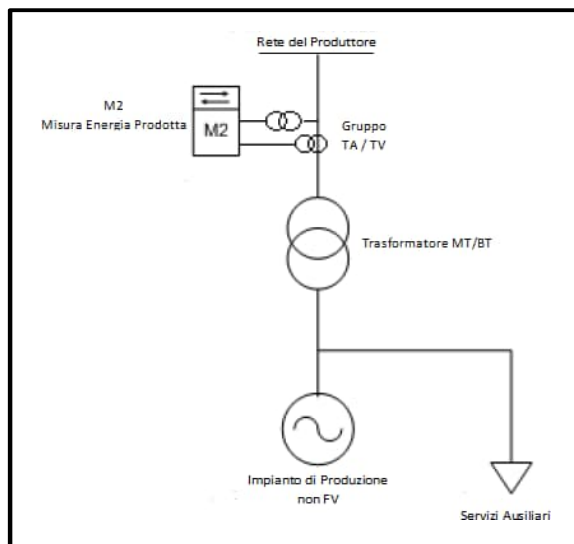 Rete del Produttore
M2
Misura Energia Prodotta
M2
Gruppo
TA / TV
Trasformatore MT/BT
Impianto di Produzione
non FV
Servizi Ausiliari